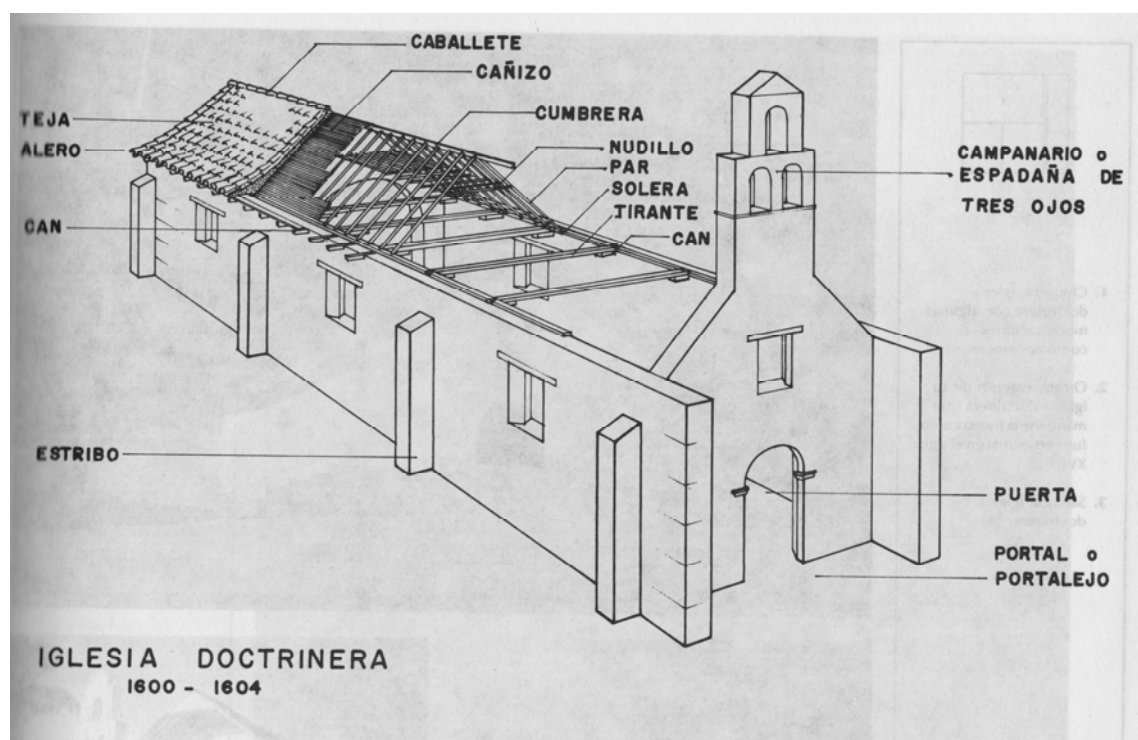 CABALLETE
CAÑIZO
CUMBRERA
TEJA
ALERO
NUDILLO
PAR
SOLERA
TIRANTE
CAN
CAN
CAMPANARIO o
ESPADAÑA DE
TRES OJOS
ESTRIBO
PUERTA
PORTAL o
PORTALEJO
IGLESIA DOCTRINERA
1600 - 1604